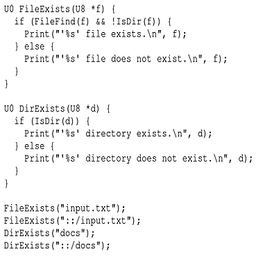 U0 FileExists(U8 *f) {
  if (FileFind(f) && !IsDir(f)) {
    Print("'%s' file exists.\n", f);
  } else {
    Print("'%s' file does not exist.\n", f);
  }
}

U0 DirExists(U8 *d) {
  if (IsDir(d)) {
    Print("'%s' directory exists.\n", d);
  } else {
    Print("'%s' directory does not exist.\n", d);
  }
}

FileExists("input.txt");
FileExists("::/input.txt");
DirExists("docs");
DirExists("::/docs");